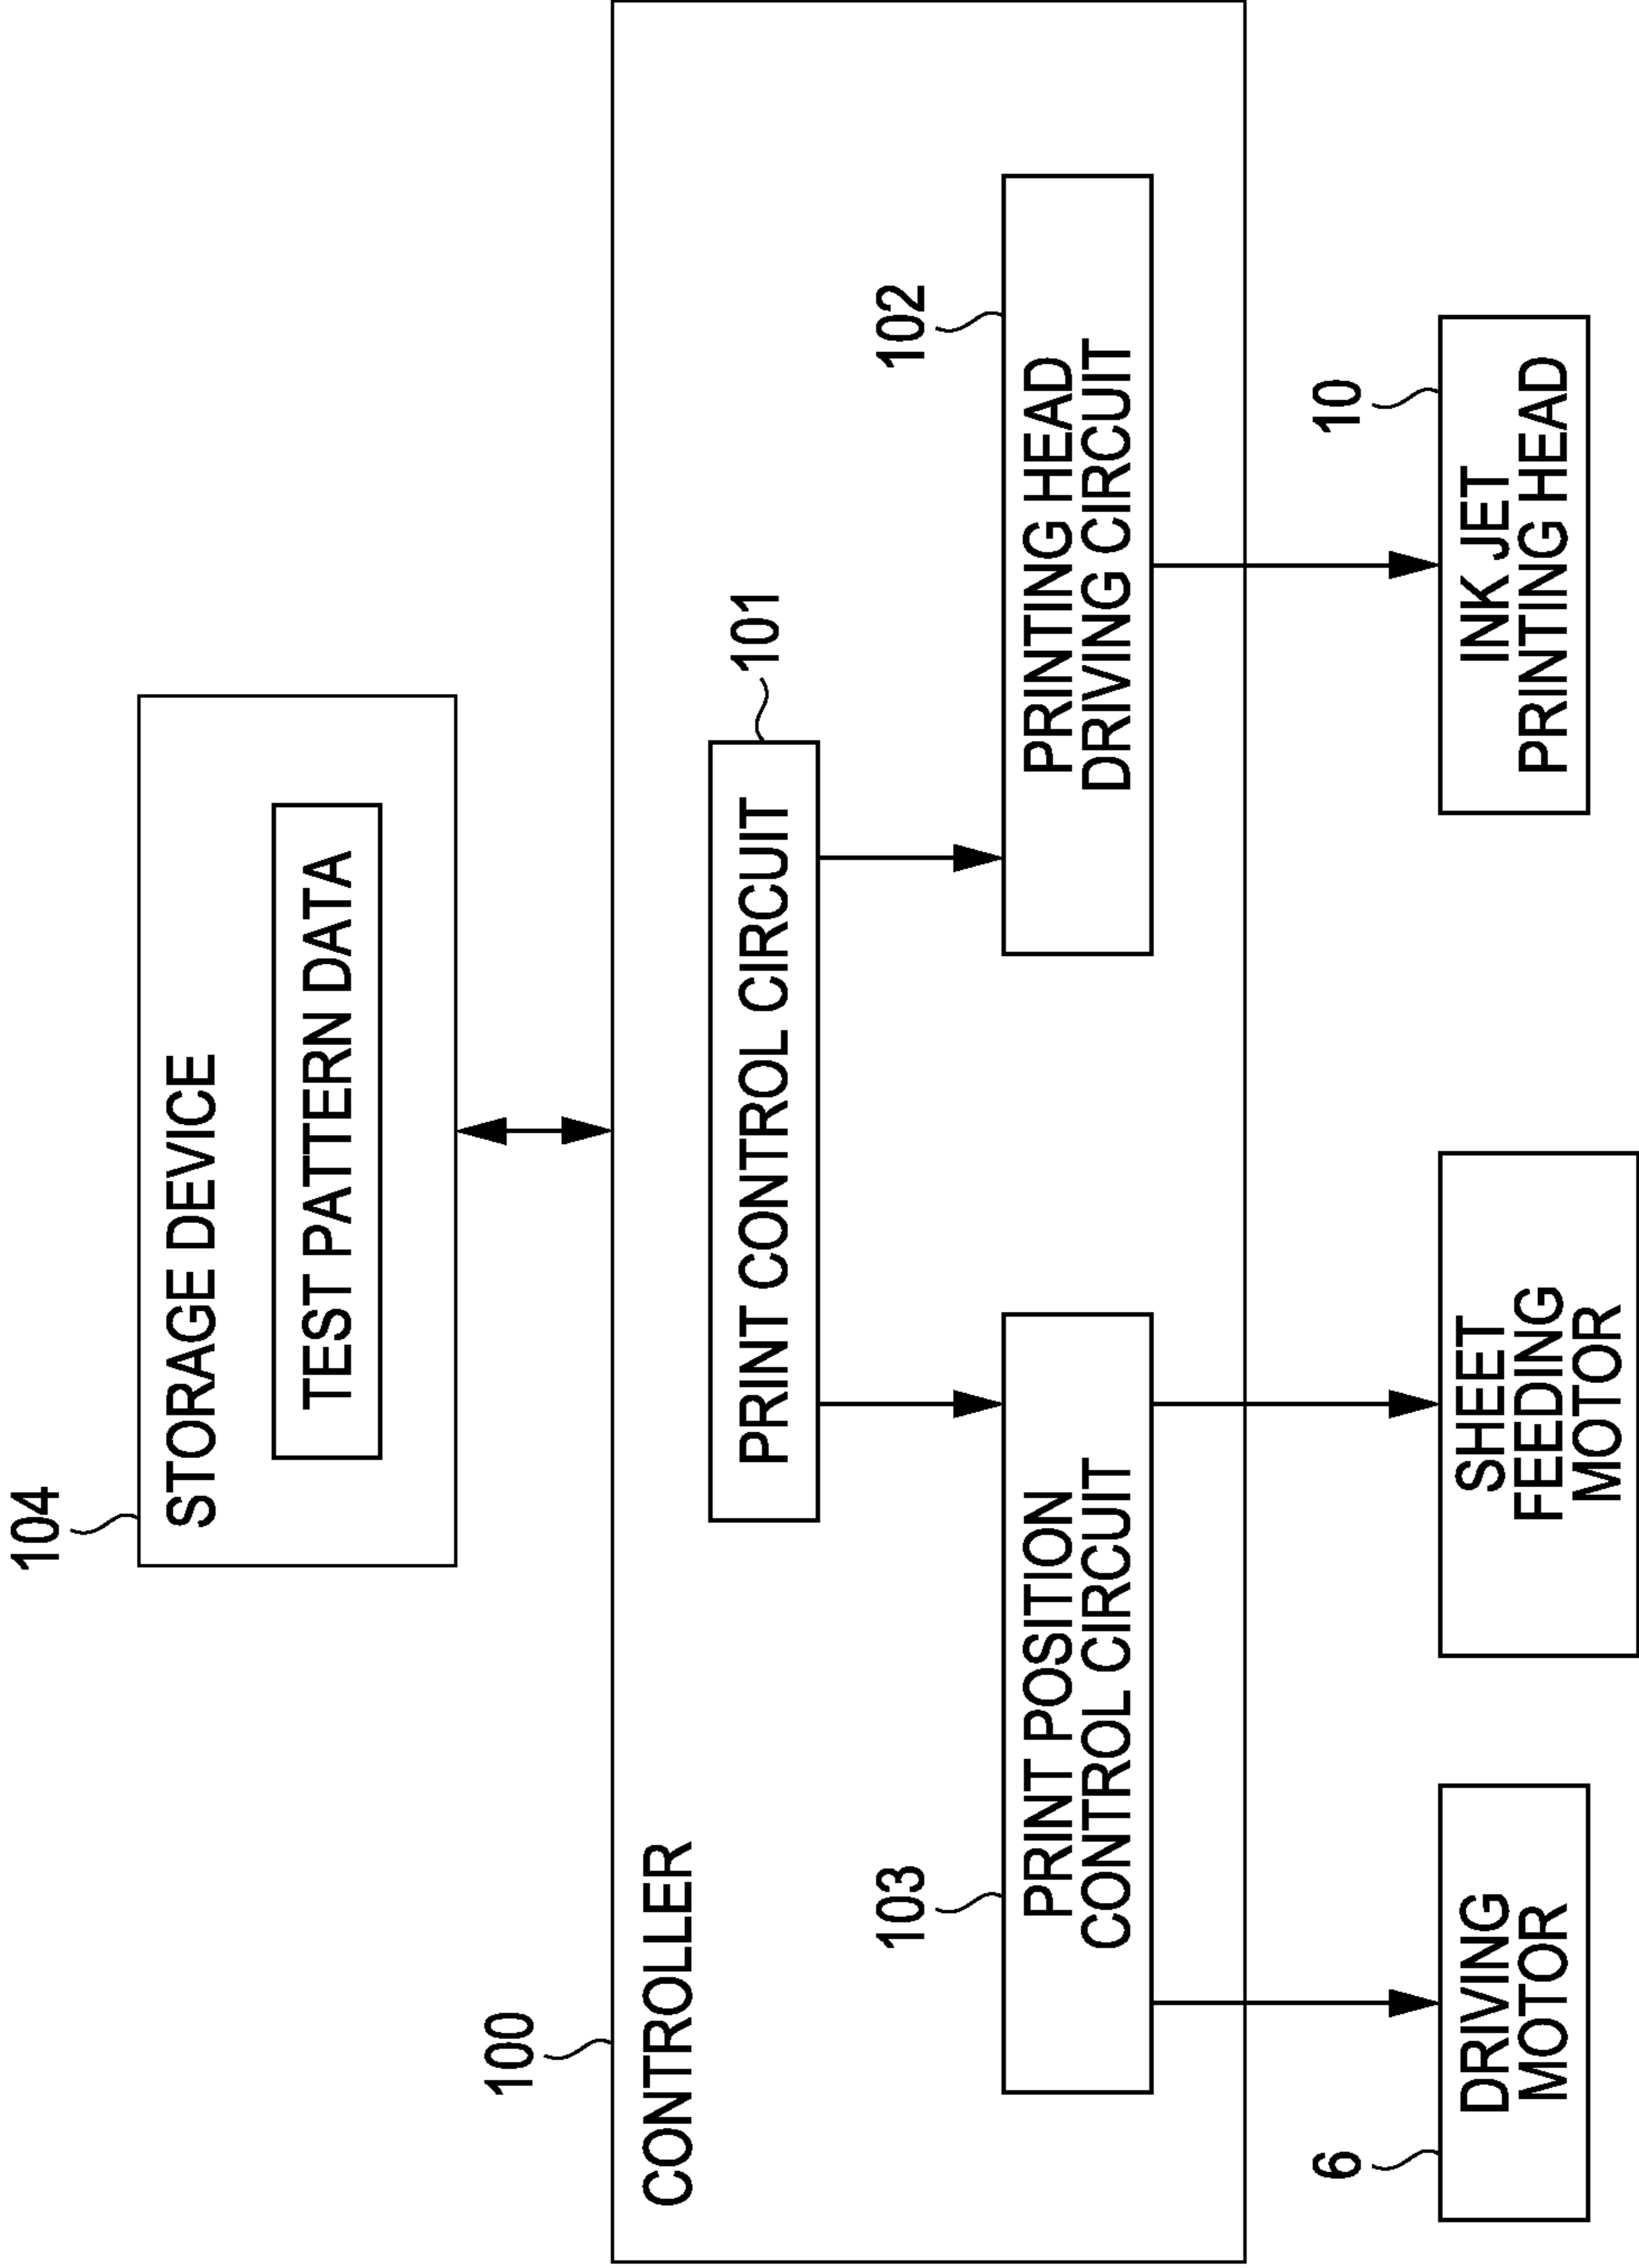 104
STORAGE DEVICE
TEST PATTERN DATA
100
CONTROLLER
101
PRINT CONTROL CIRCUIT
103
PRINT POSITION
CONTROL CIRCUIT
102
PRINTING HEAD
DRIVING CIRCUIT
6
DRIVING
MOTOR
SHEET
FEEDING
MOTOR
10
INK JET
PRINTING HEAD